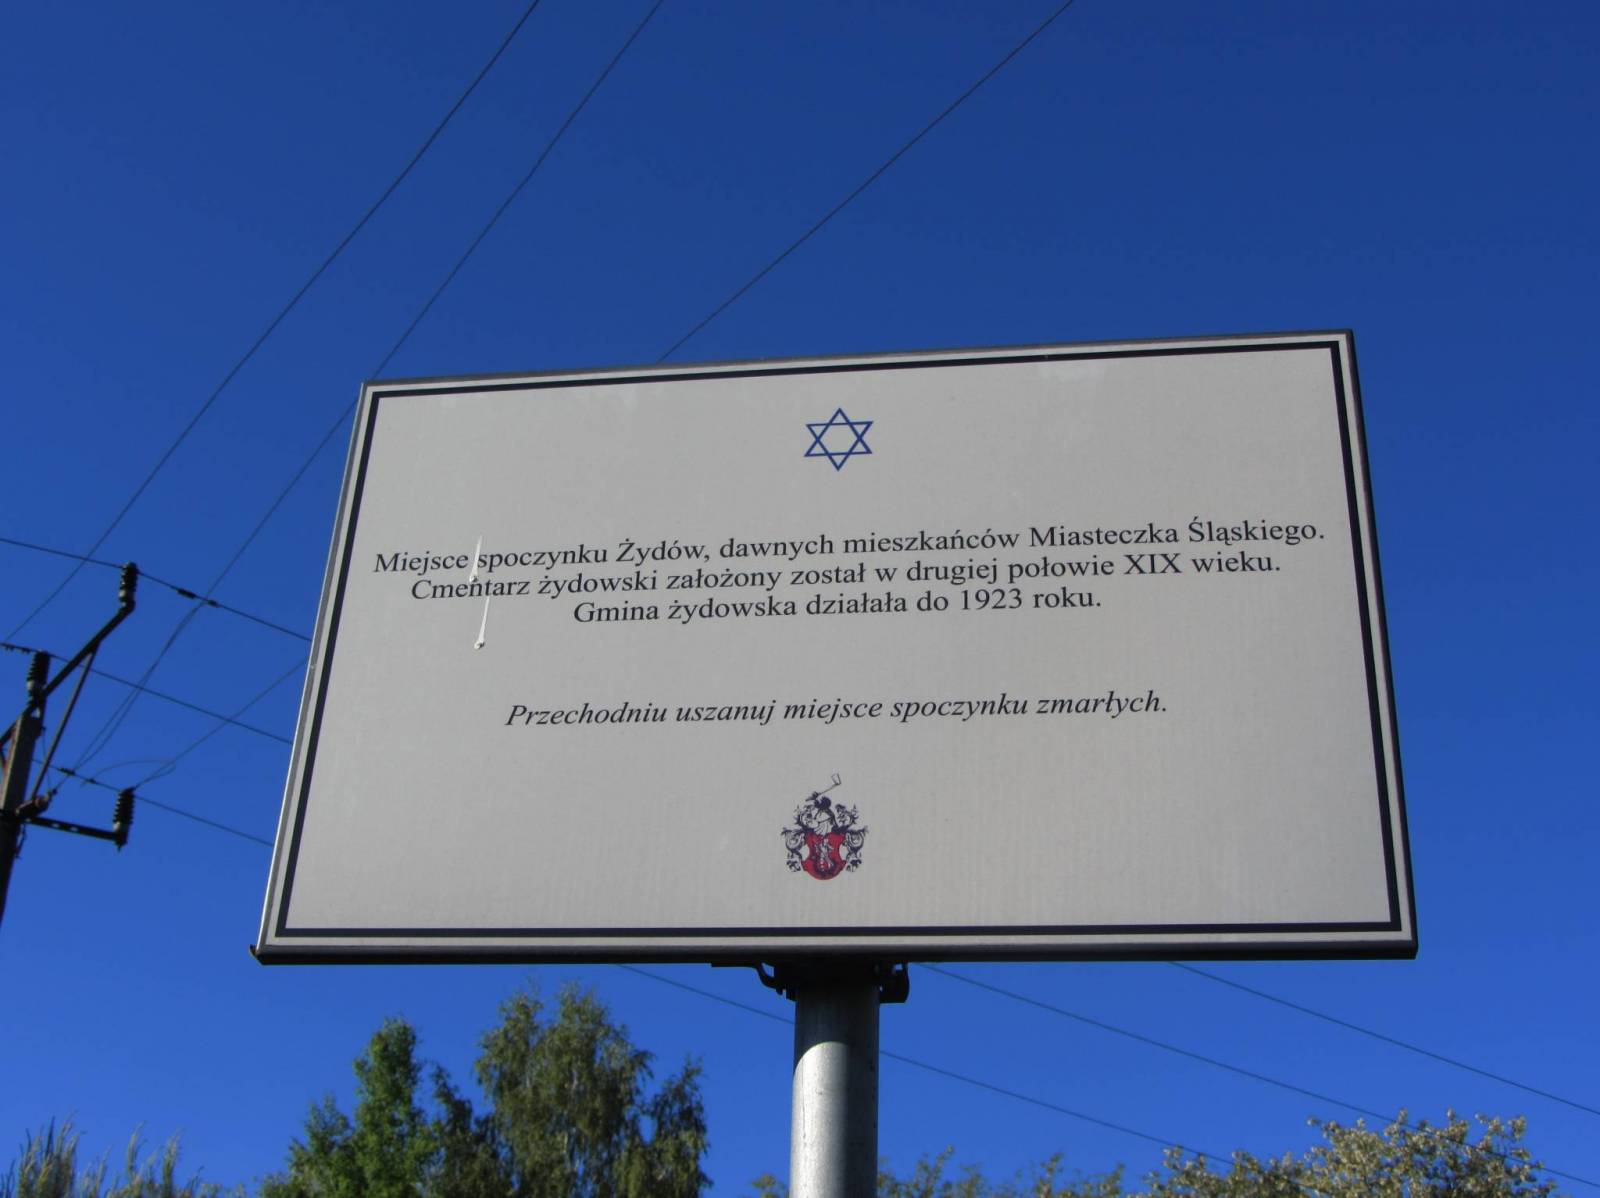 Miejsce spoczynku Żydów, dawnych mieszkańców Miasteczka Śląskiego.
Cmentarz żydowski założony został w drugiej połowie XIX wieku.
Gmina żydowska działała do 1923 roku.
Przechodniu uszanuj miejsce spoczynku zmarłych.